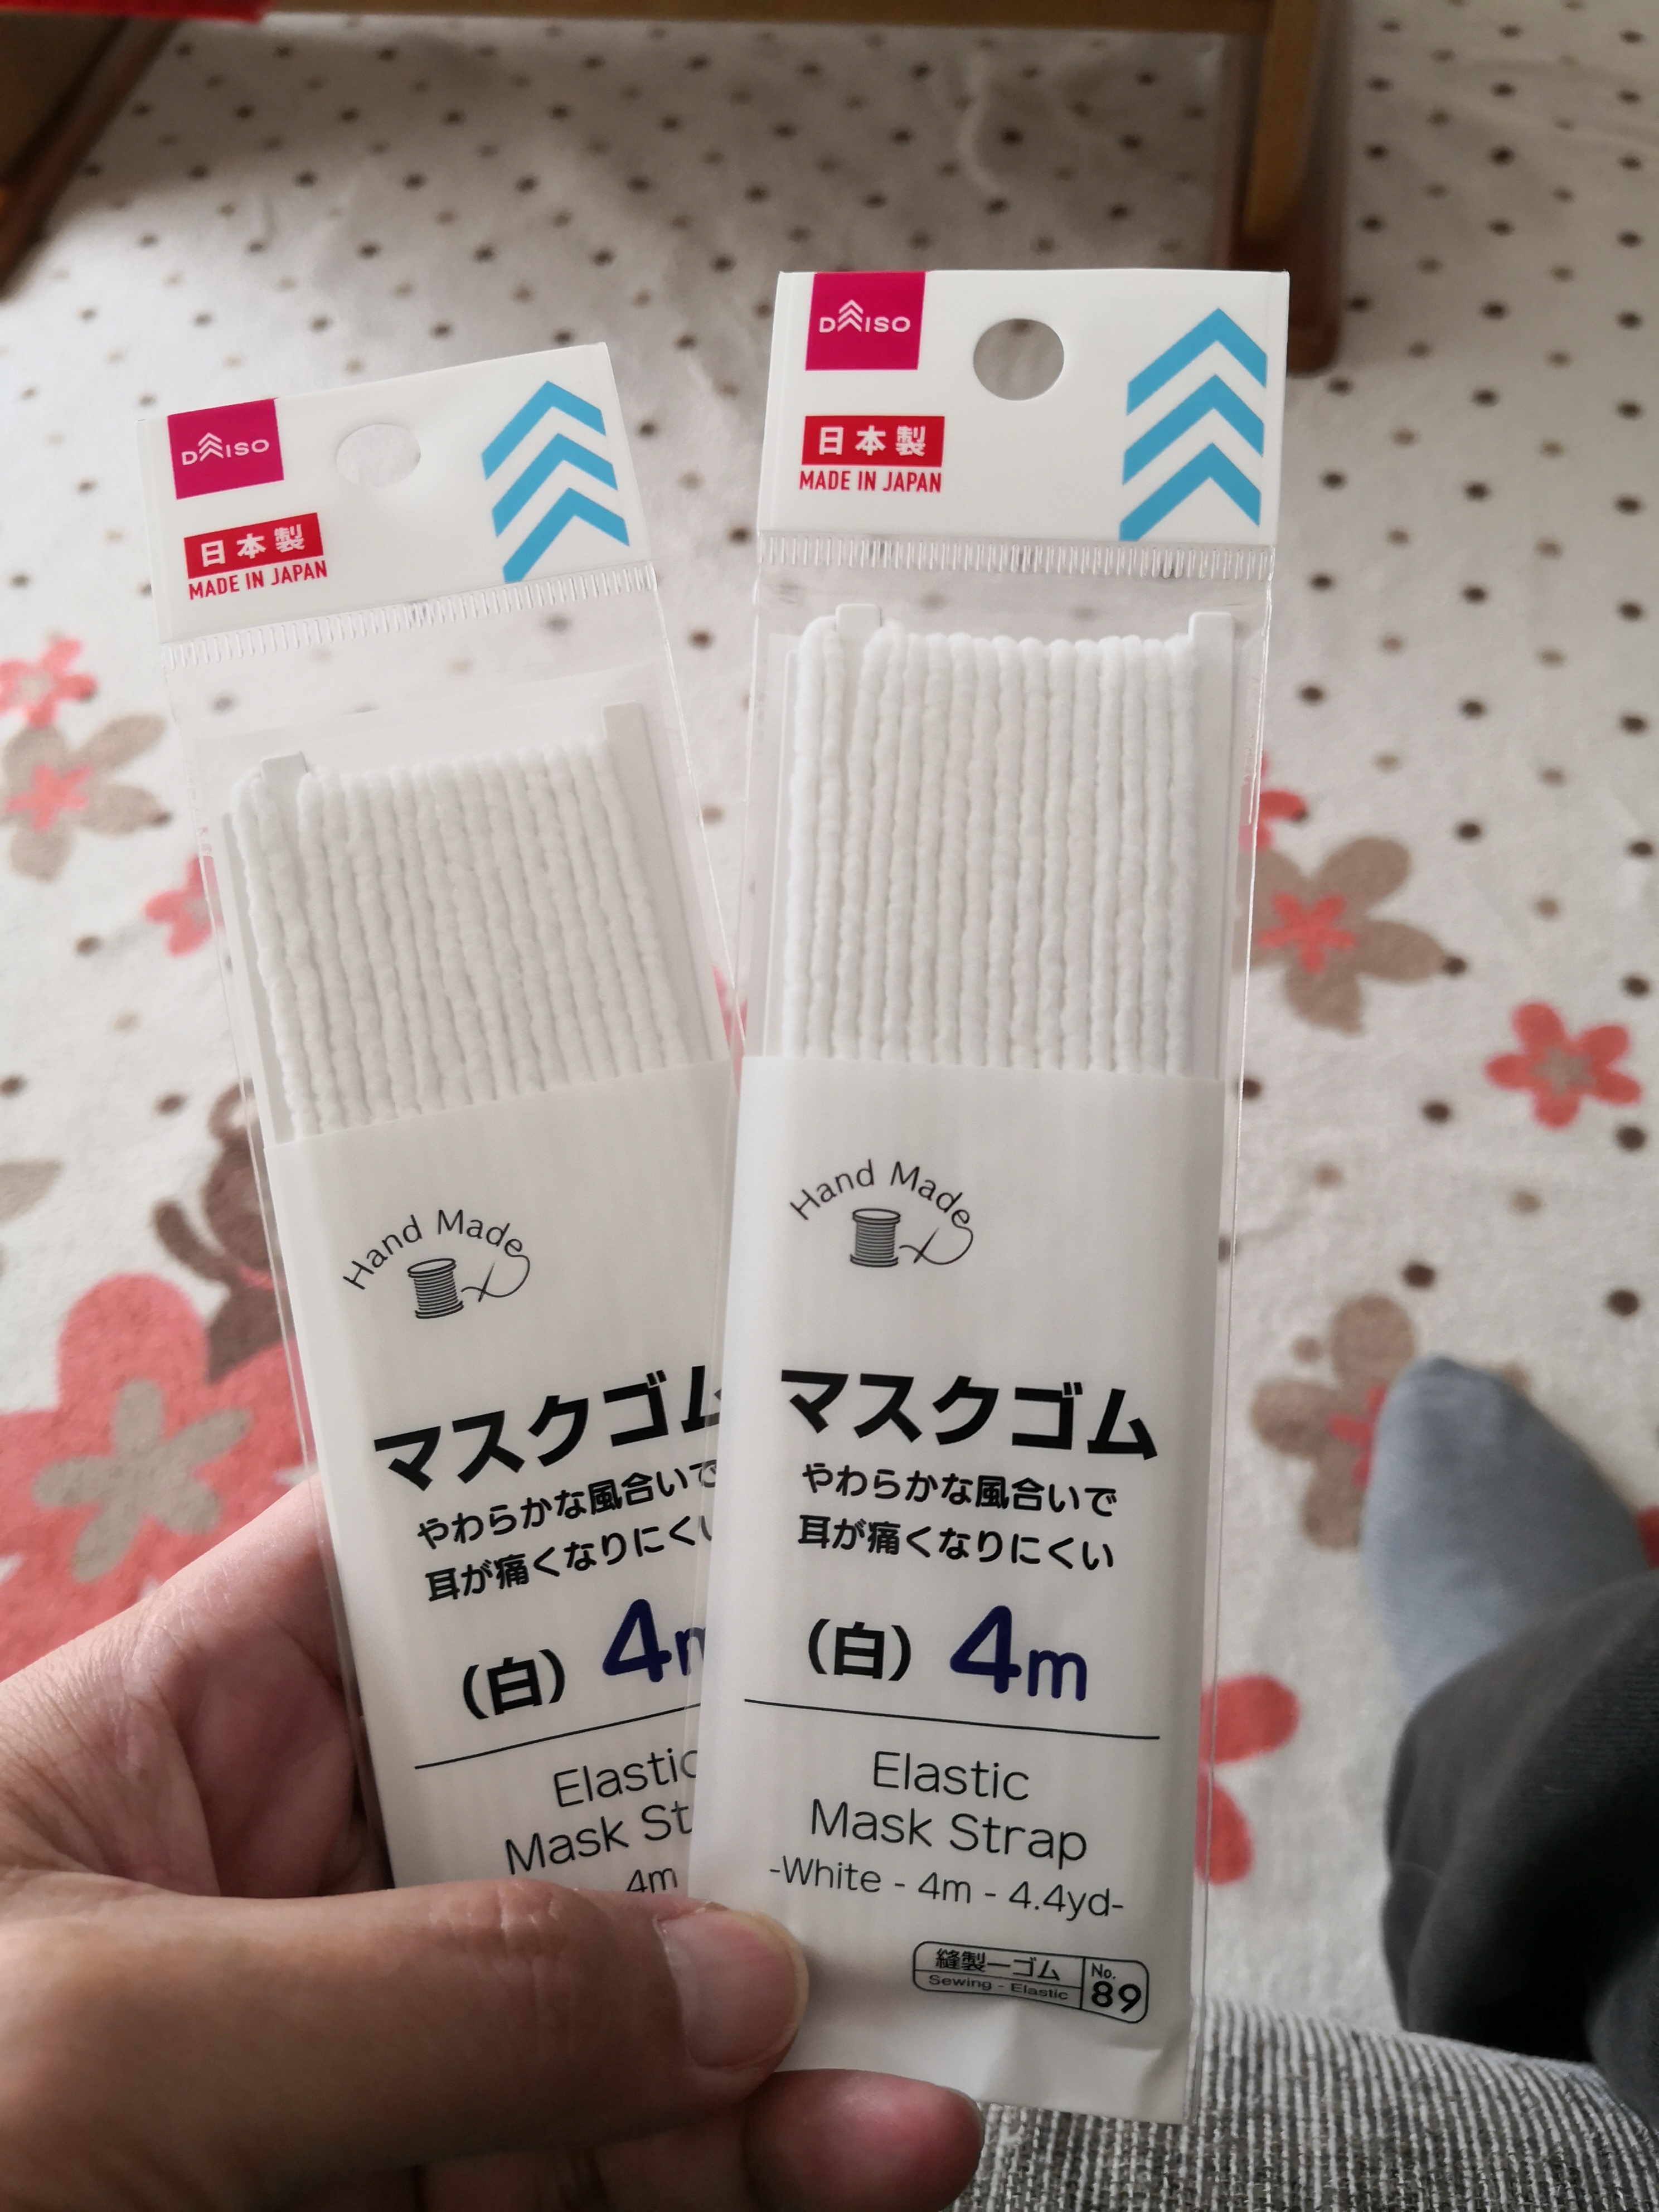 DAISO
日本製
MADE IN JAPAN
Hand Made
マスクゴム
やわらかな風合いで
耳が痛くなりにくい
(白) 4m
Elastic
Mask St
4m
DAISO
日本製
MADE IN JAPAN
Hand Made
マスクゴム
やわらかな風合いで
耳が痛くなりにくい
(白) 4m
Elastic
Mask Strap
-White - 4m - 4.4yd-
縫製ーゴム
Sewing - Elastic
No.
89